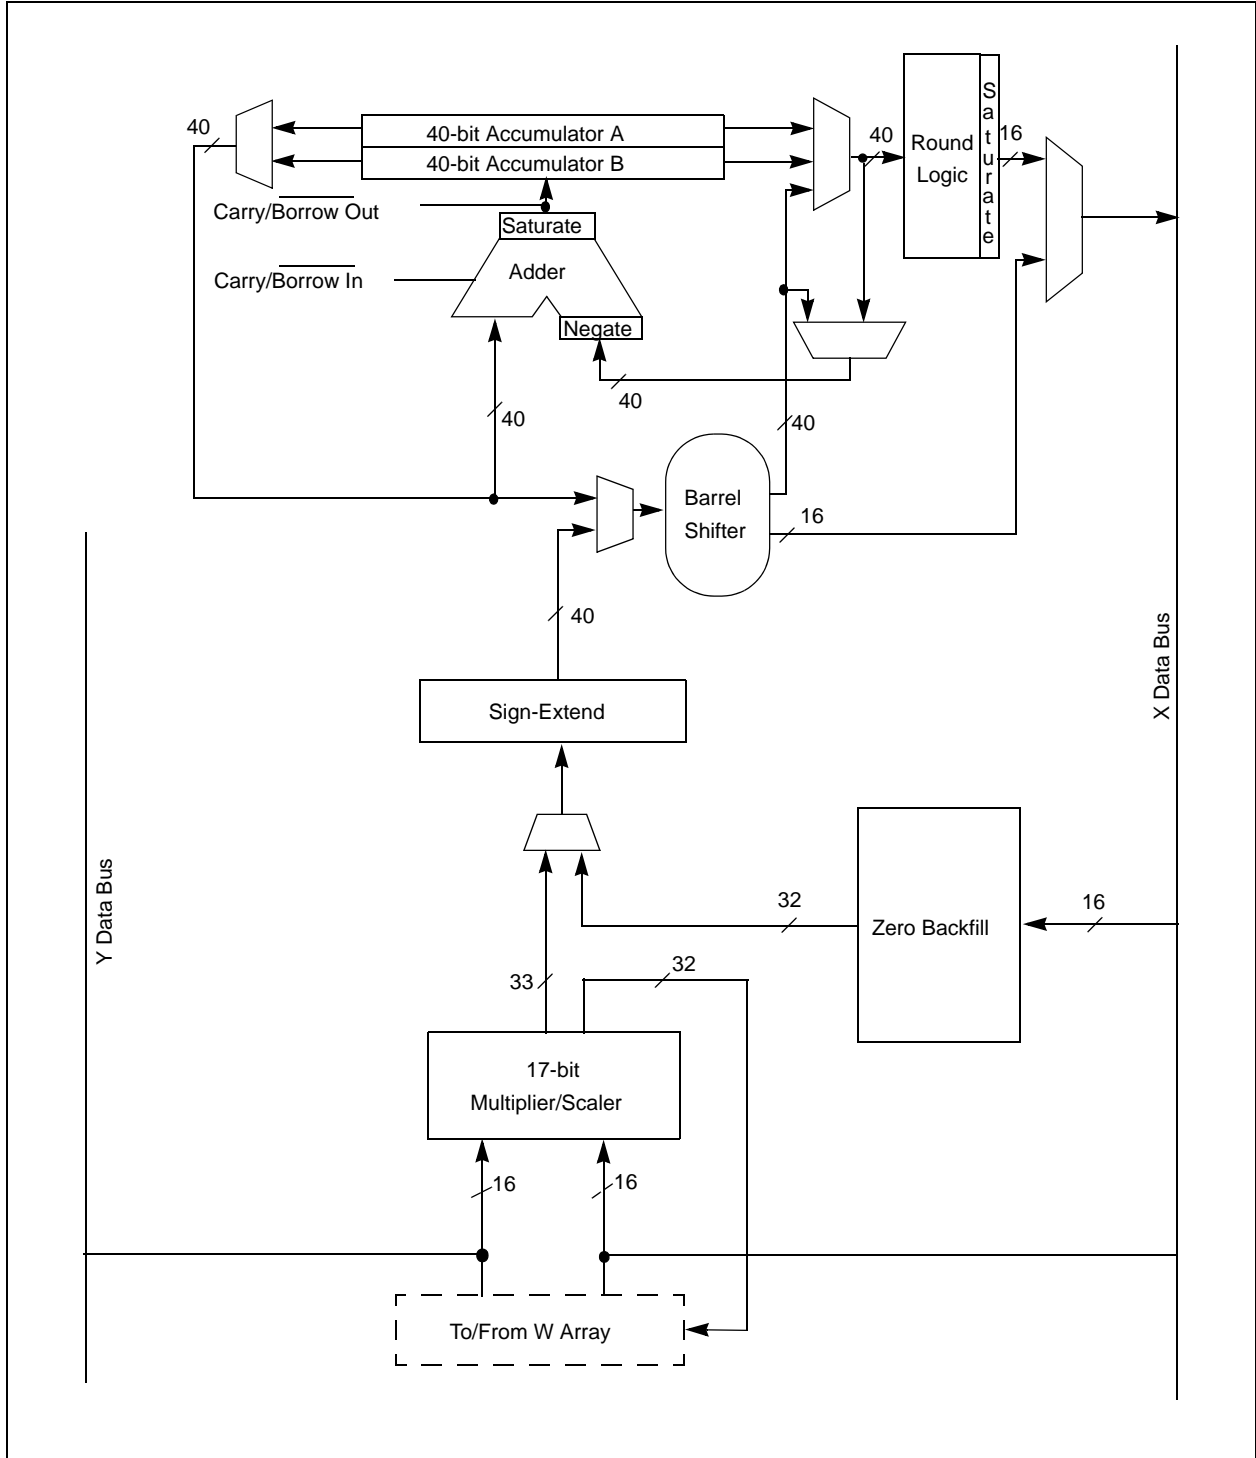 40
40-bit Accumulator A
40-bit Accumulator B
40
Round
Logic
Saturate
16
Carry/Borrow Out
Saturate
Carry/Borrow In
Adder
Negate
40
40
40
Barrel
Shifter
16
40
Sign-Extend
X Data Bus
Y Data Bus
32
Zero Backfill
16
33
32
17-bit
Multiplier/Scaler
16
16
To/From W Array